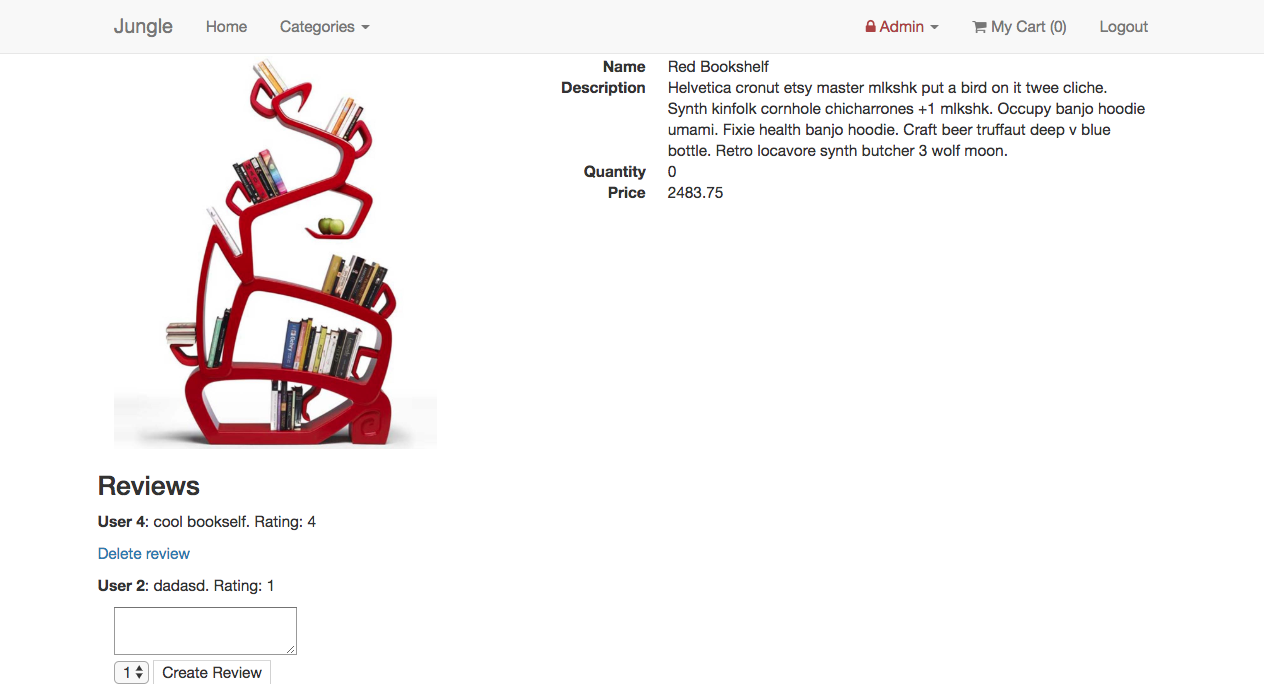 Jungle Home Categories Admin My Cart (0) Logout
Name Red Bookshelf
Description Helvetica cronut etsy master mlkshk put a bird on it twee cliche.
Synth kinfolk cornhole chicharrones +1 mlkshk. Occupy banjo hoodie
umami. Fixie health banjo hoodie. Craft beer truffaut deep v blue
bottle. Retro locavore synth butcher 3 wolf moon.
Quantity 0
Price 2483.75
Reviews
User 4: cool bookself. Rating: 4
Delete review
User 2: dadasd. Rating: 1
1 Create Review